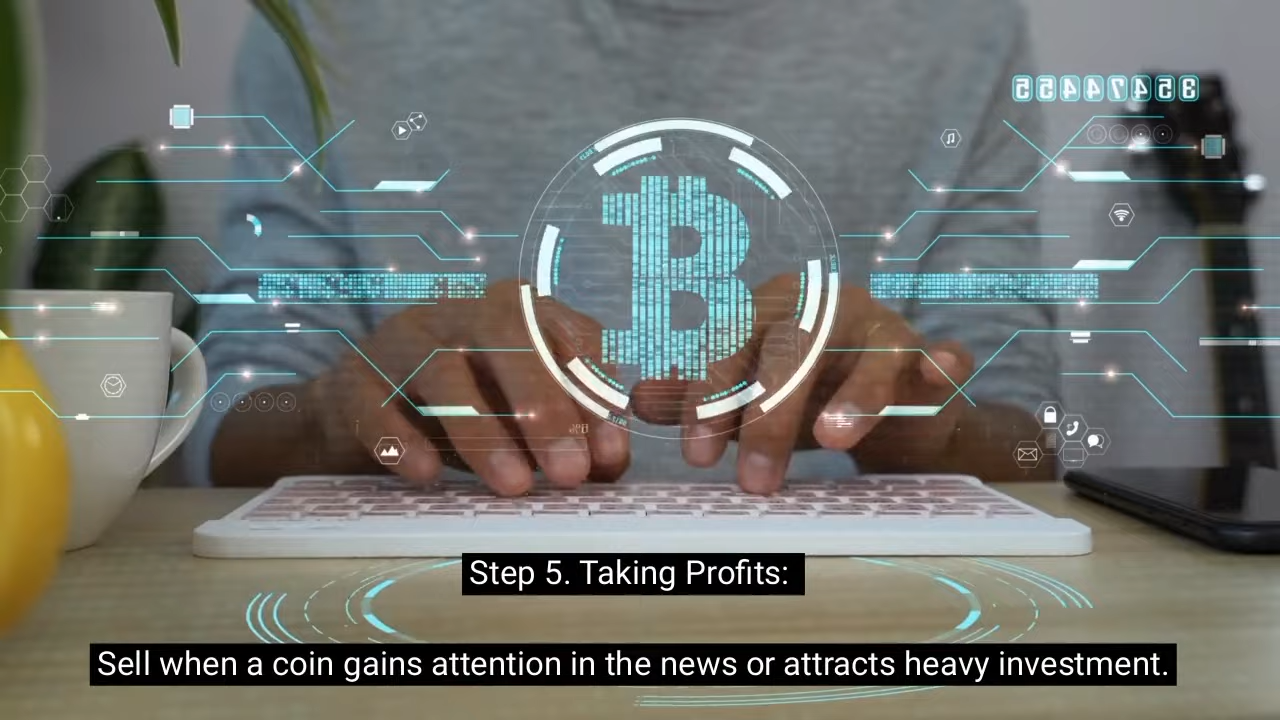 Step 5. Taking Profits:
Sell when a coin gains attention in the news or attracts heavy investment.